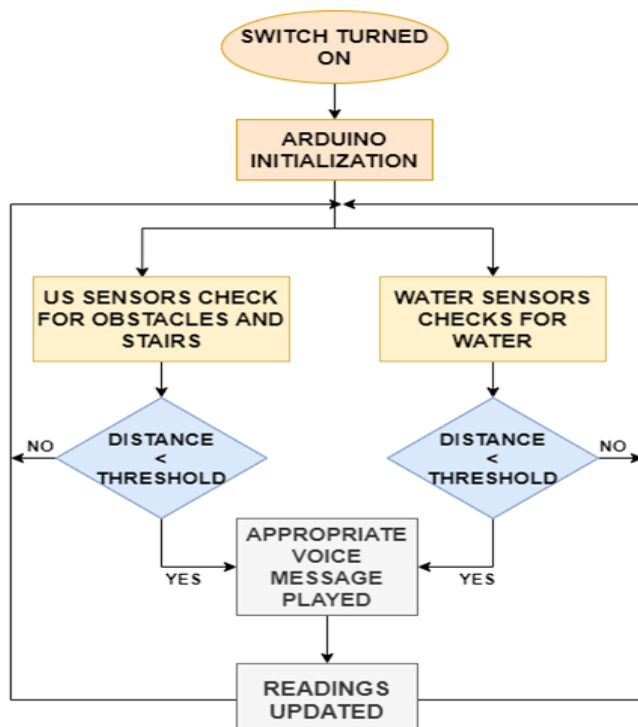 SWITCH TURNED
ON
ARDUINO
INITIALIZATION
US SENSORS CHECK
FOR OBSTACLES AND
STAIRS
WATER SENSORS
CHECKS FOR
WATER
NO
DISTANCE
<
THRESHOLD
DISTANCE
<
THRESHOLD
NO
YES
APPROPRIATE
VOICE
MESSAGE
PLAYED
YES
READINGS
UPDATED